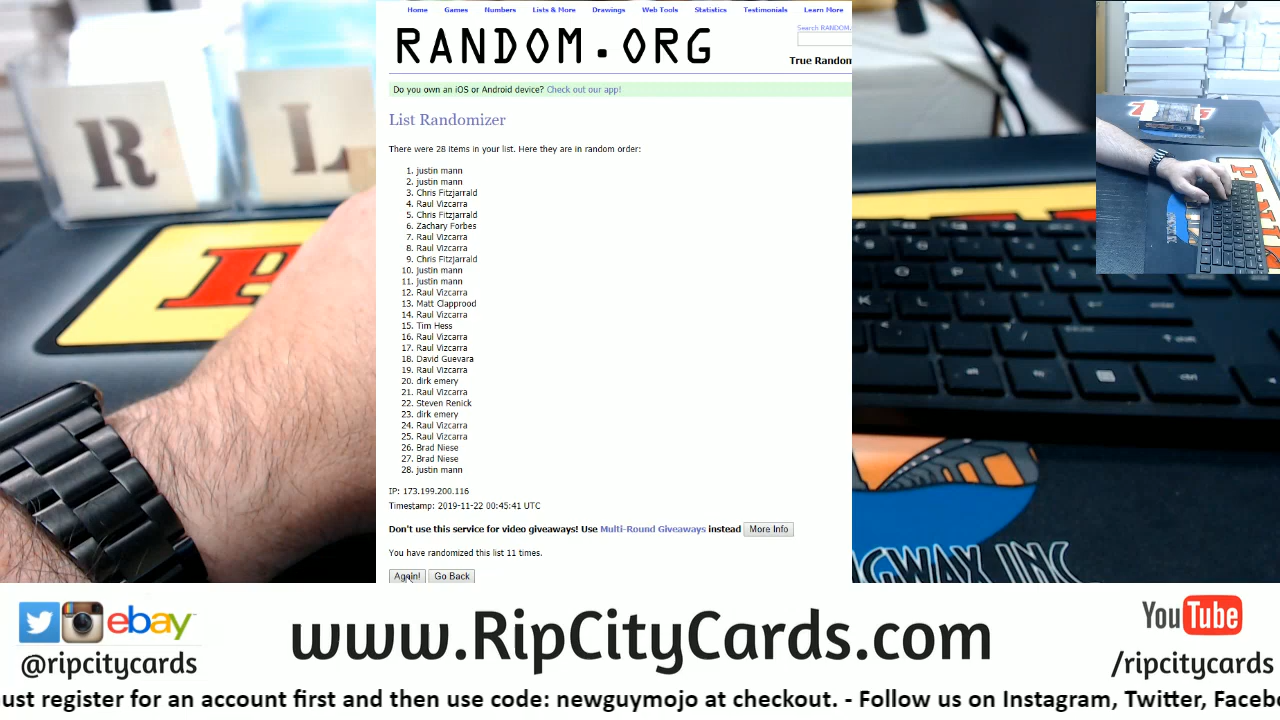 Home Games Numbers Lists & More Drawings Web Tools Statistics Testimonials Learn More
RANDOM.ORG
Search RANDOM.
True Random
Do you own an iOS or Android device? Check out our app!
List Randomizer
There were 28 items in your list. Here they are in random order:
1. justin mann
2. justin mann
3. Chris Fitzjarrald
4. Raul Vizcarra
5. Chris Fitzjarrald
6. Zachary Forbes
7. Raul Vizcarra
8. Raul Vizcarra
9. Chris Fitzjarrald
10. justin mann
11. justin mann
12. Raul Vizcarra
13. Matt Clapprood
14. Raul Vizcarra
15. Tim Hess
16. Raul Vizcarra
17. Raul Vizcarra
18. David Guevara
19. Raul Vizcarra
20. dirk emery
21. Raul Vizcarra
22. Steven Renick
23. dirk emery
24. Raul Vizcarra
25. Raul Vizcarra
26. Brad Niese
27. Brad Niese
28. justin mann
IP: 173.199.200.116
Timestamp: 2019-11-22 00:45:41 UTC
Don't use this service for video giveaways! Use Multi-Round Giveaways instead More Info
You have randomized this list 11 times.
Again! Go Back
R L
GWAX INC
ebay
@ripcitycards
www.RipCityCards.com
YouTube
/ripcitycards
ust register for an account first and then use code: newguymojo at checkout. - Follow us on Instagram, Twitter, Facebo